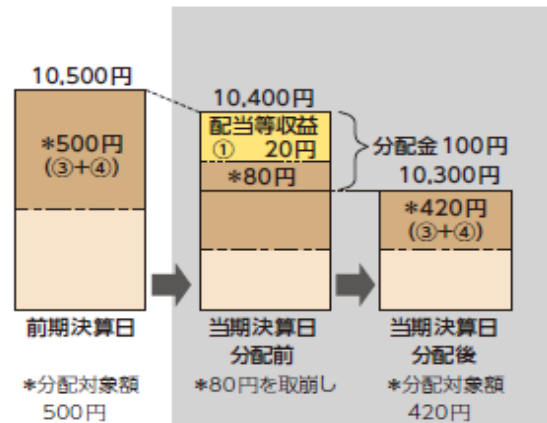 10,500円
*500円
(③+④)
前期決算日
*分配対象額
500円
10,400円
配当等収益
① 20円
*80円
分配金100円
当期決算日
分配前
*80円を取崩し
10,300円
*420円
(③+④)
当期決算日
分配後
*分配対象額
420円